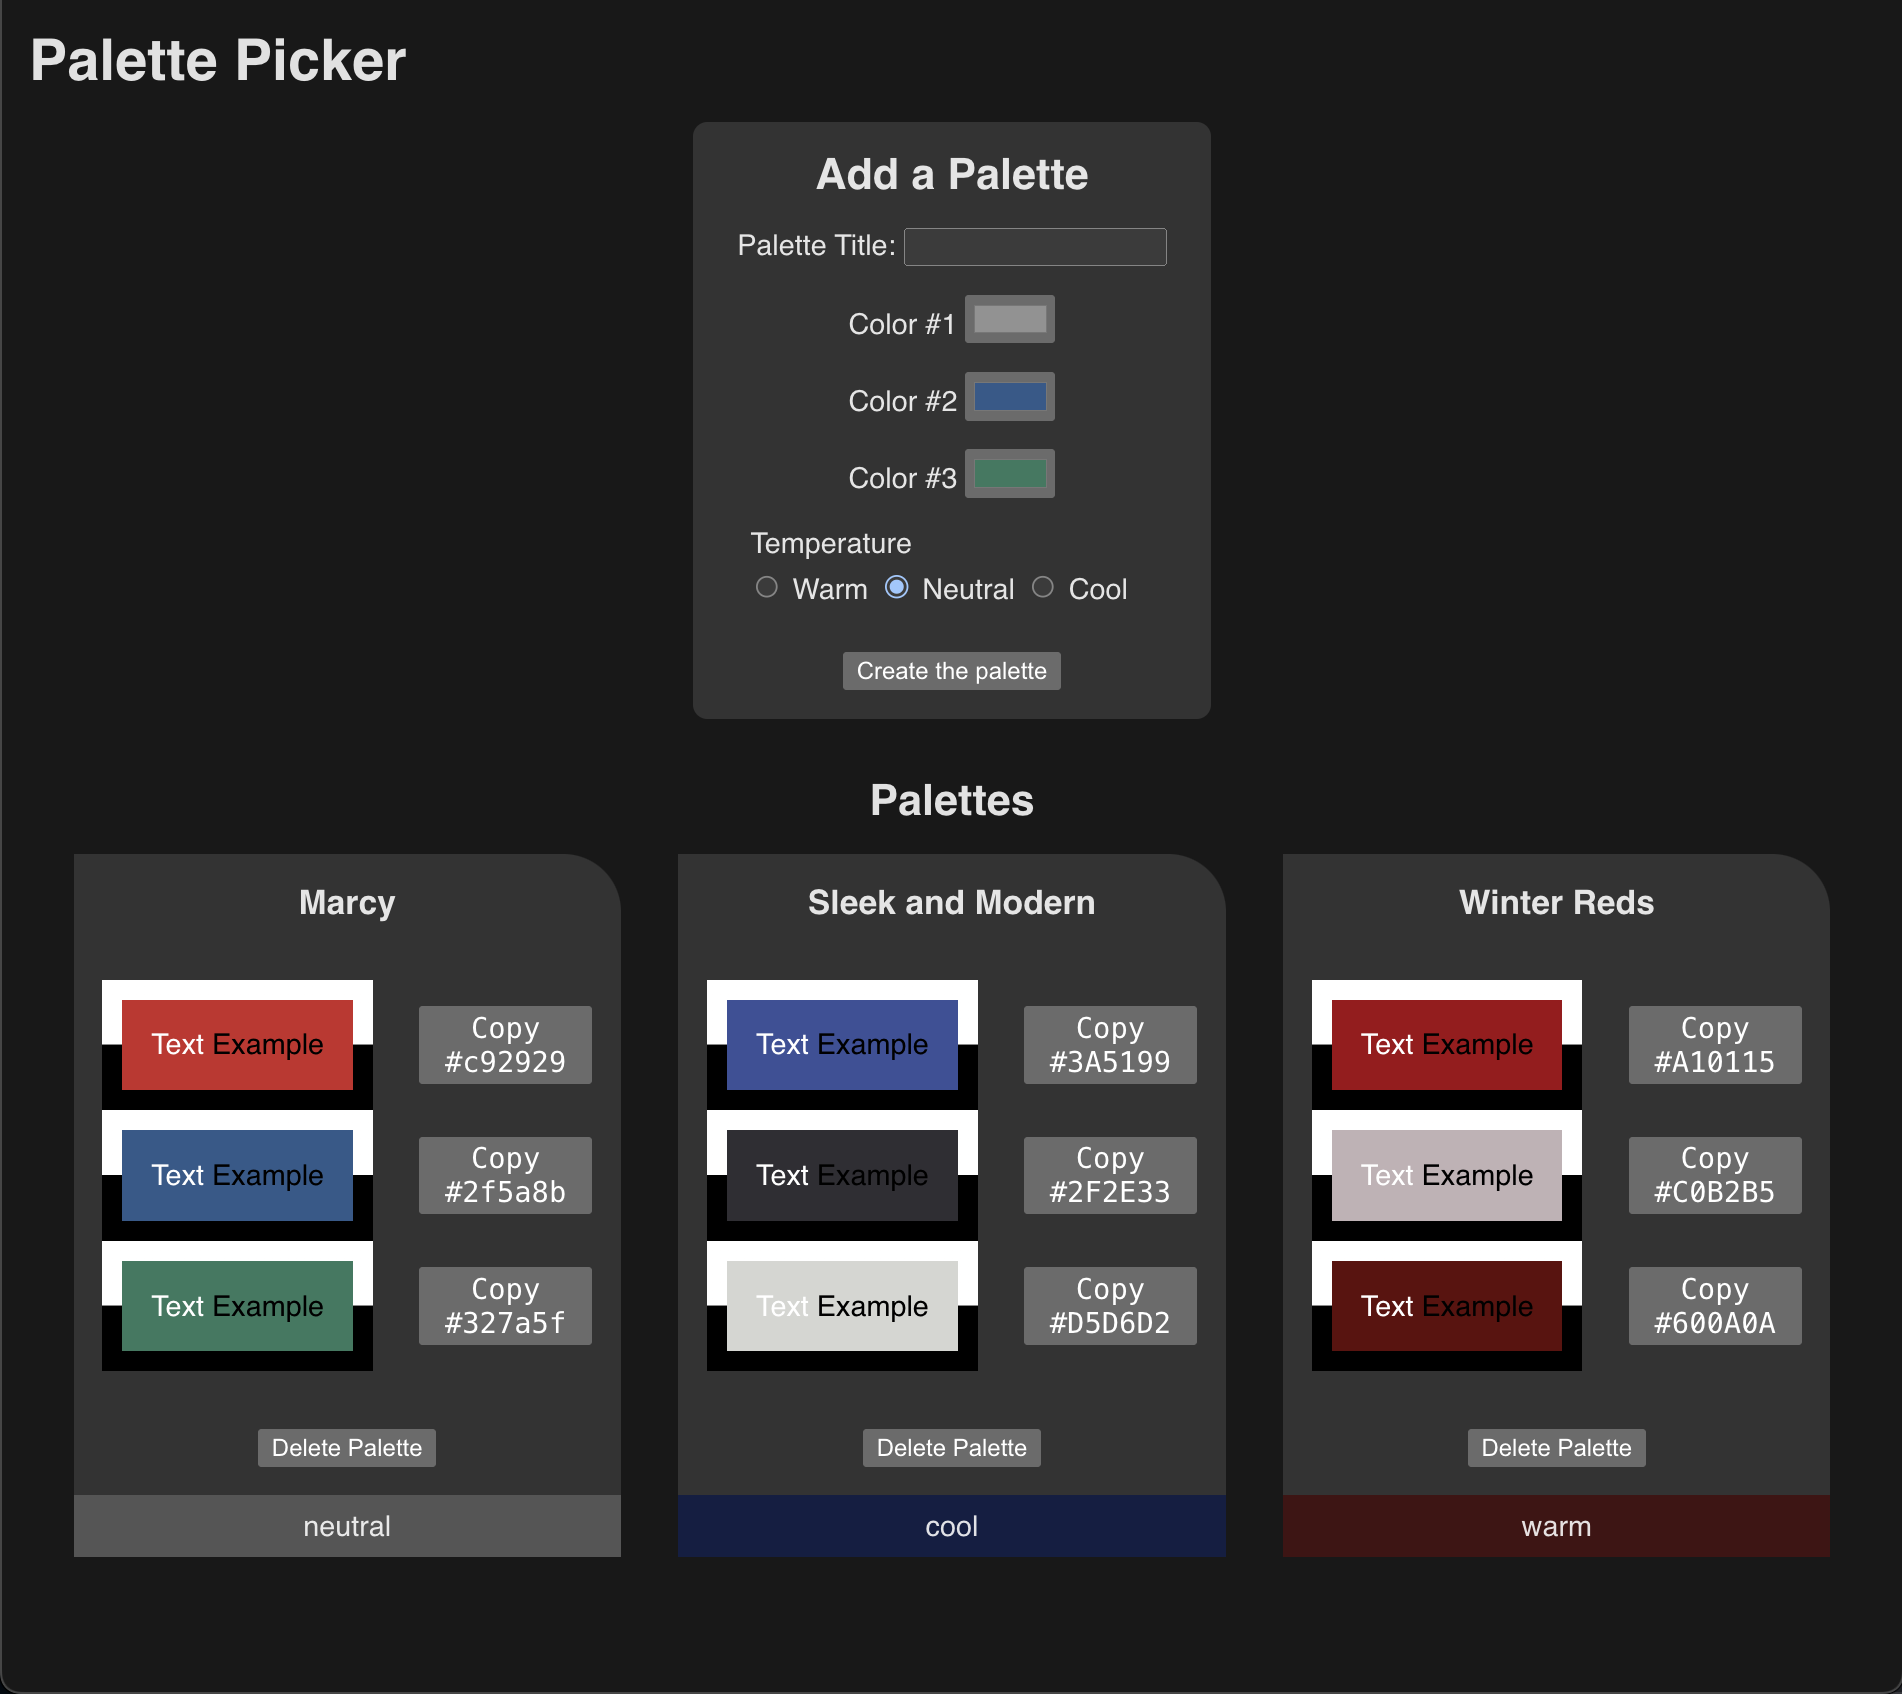 Palette Picker
Add a Palette
Palette Title:
Color #1
Color #2
Color #3
Temperature
Warm Neutral Cool
Create the palette
Palettes
Marcy
Text Example
Copy
#c92929
Text Example
Copy
#2f5a8b
Text Example
Copy
#327a5f
Delete Palette
neutral
Sleek and Modern
Text Example
Copy
#3A5199
Text Example
Copy
#2F2E33
Text Example
Copy
#D5D6D2
Delete Palette
cool
Winter Reds
Text Example
Copy
#A10115
Text Example
Copy
#C0B2B5
Text Example
Copy
#600A0A
Delete Palette
warm